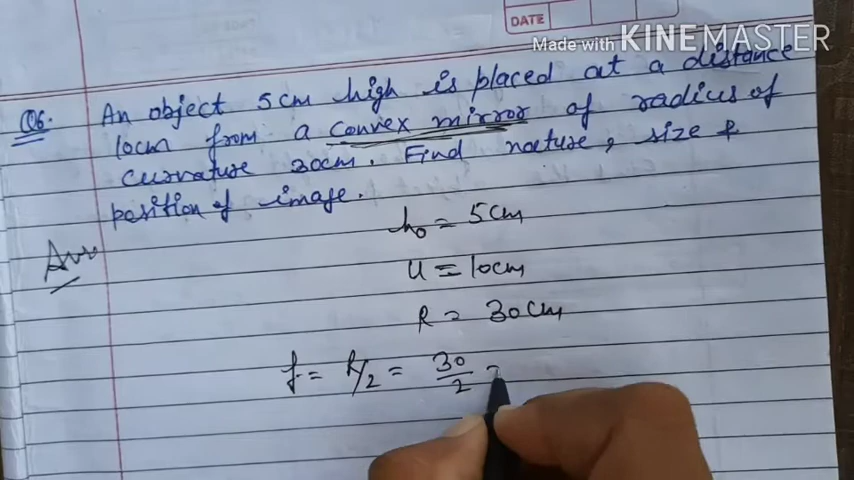 DATE
Made with KINEMASTER
Q6. An object 5cm high is placed at a distance
10cm from a convex mirror of radius of
curvature 30cm. Find nature, size &
position of image.
Ans
ho = 5cm
u = 10cm
R = 30cm
f = R/2 = 30/2 =